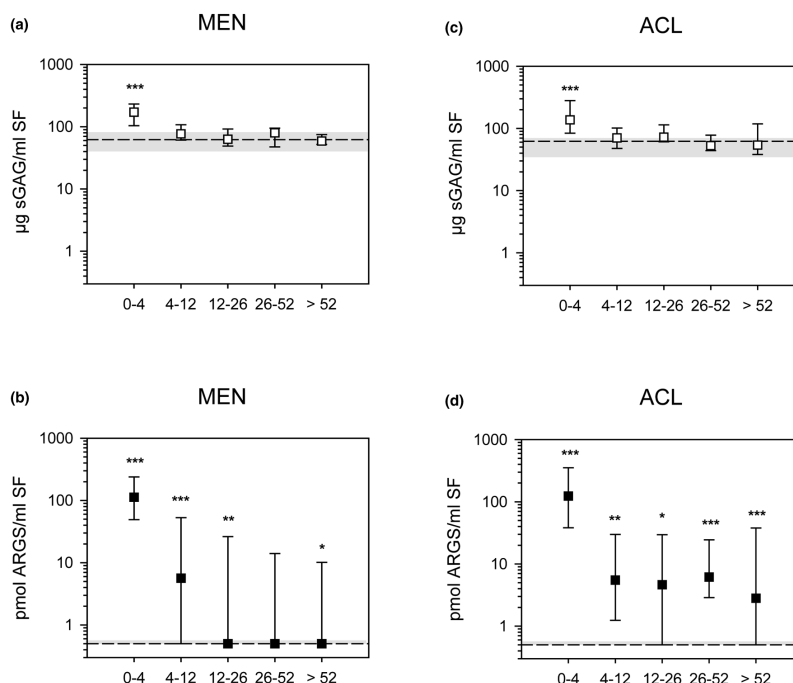 (a)
MEN
1000
100
10
1
µg sGAG/ml SF
***
0-4 4-12 12-26 26-52 > 52
(c)
ACL
1000
100
10
1
µg sGAG/ml SF
***
0-4 4-12 12-26 26-52 > 52
(b)
MEN
1000
100
10
1
pmol ARGS/ml SF
*** *** ** *
0-4 4-12 12-26 26-52 > 52
(d)
ACL
1000
100
10
1
pmol ARGS/ml SF
*** ** * *** ***
0-4 4-12 12-26 26-52 > 52